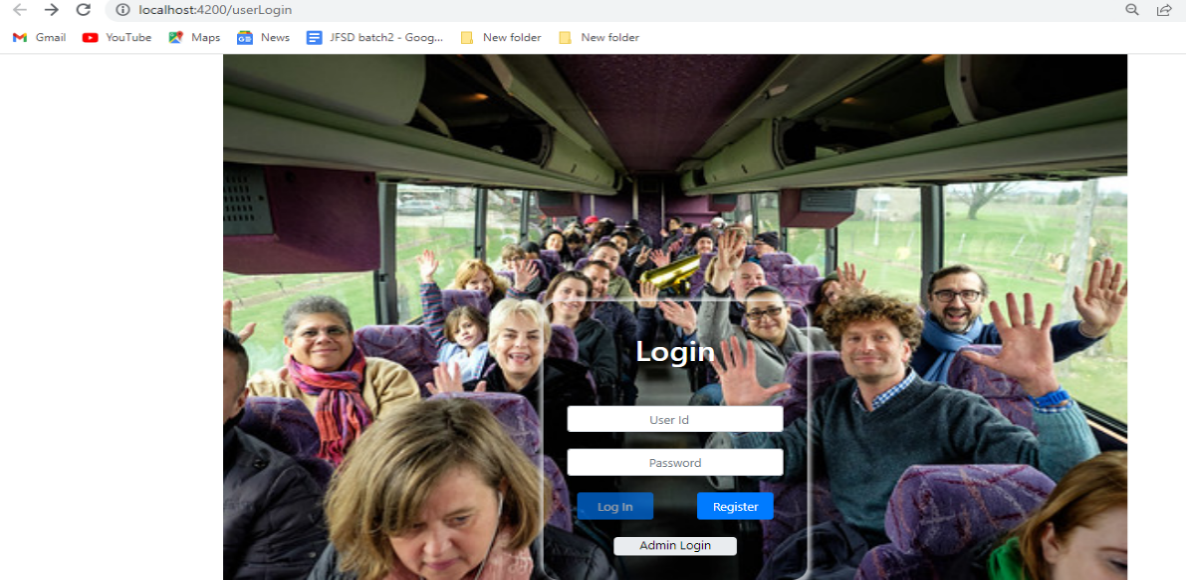 localhost:4200/userLogin
Gmail YouTube Maps News JFSD batch2 - Goog... New folder New folder
Login
User Id
Password
Log In Register
Admin Login